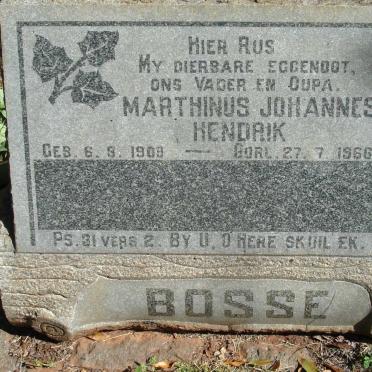 HIER RUS
MY DIERBARE EGGENOOT,
ONS VADER EN OUPA.
MARTHINUS JOHANNES
HENDRIK
GEB. 6. 9. 1909 — OORL. 27. 7. 1966
PS. 31 VERS 2. BY U, O HERE SKUIL EK.
BOSSE